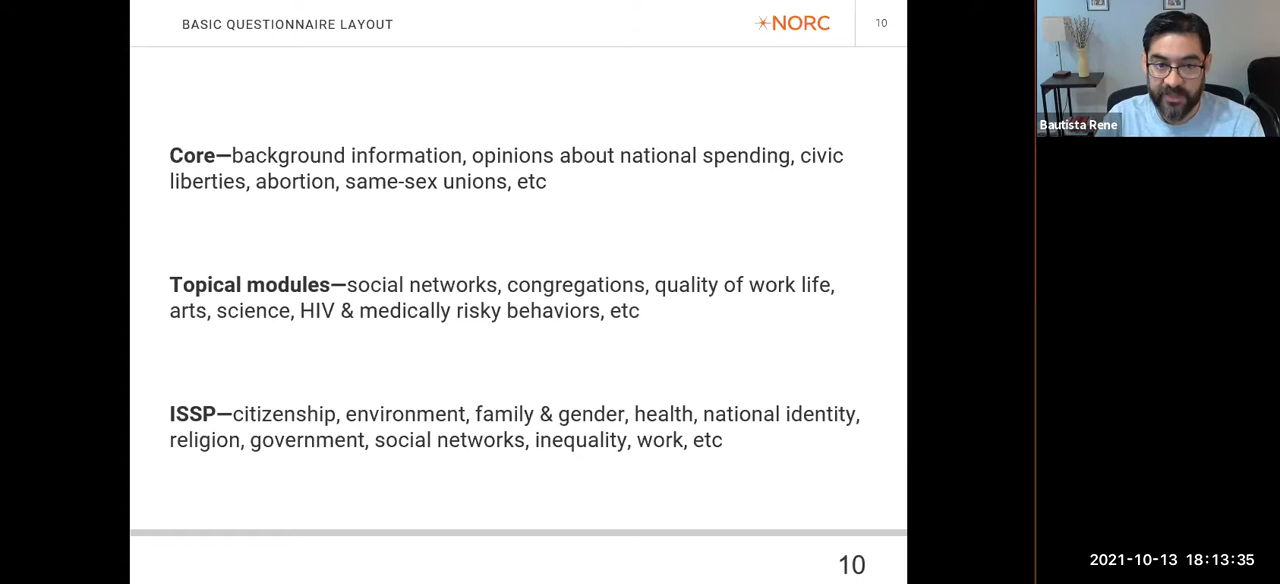 BASIC QUESTIONNAIRE LAYOUT
NORC
10
Core—background information, opinions about national spending, civic
liberties, abortion, same-sex unions, etc
Topical modules—social networks, congregations, quality of work life,
arts, science, HIV & medically risky behaviors, etc
ISSP—citizenship, environment, family & gender, health, national identity,
religion, government, social networks, inequality, work, etc
10
Bautista Rene
2021-10-13 18:13:35